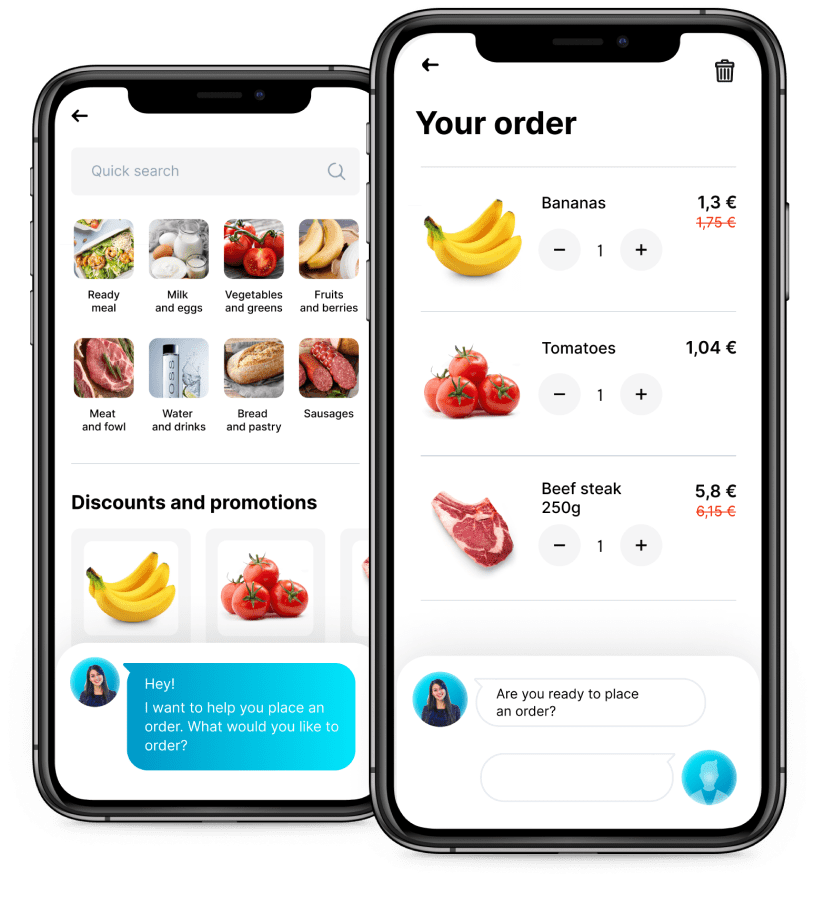 Quick search
Ready
meal
Milk
and eggs
Vegetables
and greens
Fruits
and berries
Meat
and fowl
Water
and drinks
Bread
and pastry
Sausages
Discounts and promotions
Hey!
I want to help you place an
order. What would you like to
order?
Your order
Bananas
1,3 €
1,75 €
1
Tomatoes
1,04 €
1
Beef steak
250g
5,8 €
6,15 €
1
Are you ready to place
an order?